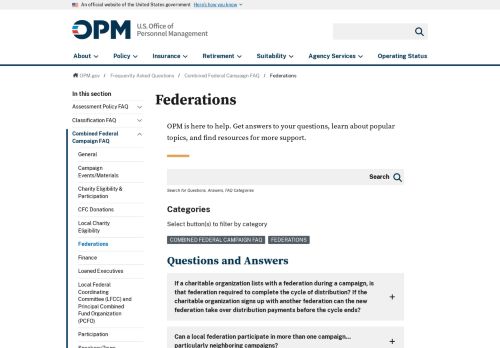 An official website of the United States government Here's how you know
OPM U.S. Office of
Personnel Management
About Policy Insurance Retirement Suitability Agency Services Operating Status
OPM.gov / Frequently Asked Questions / Combined Federal Campaign FAQ / Federations
In this section
Assessment Policy FAQ
Classification FAQ
Combined Federal
Campaign FAQ
General
Campaign
Events/Materials
Charity Eligibility &
Participation
CFC Donations
Local Charity
Eligibility
Federations
Finance
Loaned Executives
Local Federal
Coordinating
Committee (LFCC) and
Principal Combined
Fund Organization
(PCFO)
Participation
Federations
OPM is here to help. Get answers to your questions, learn about popular
topics, and find resources for more support.
Search
Search for Questions, Answers, FAQ Categories
Categories
Select button(s) to filter by category
COMBINED FEDERAL CAMPAIGN FAQ FEDERATIONS
Questions and Answers
If a charitable organization lists with a federation during a campaign, is
that federation required to complete the cycle of distribution? If the
charitable organization signs up with another federation can the new
federation take over distribution payments before the cycle ends?
Can a local federation participate in more than one campaign...
particularly neighboring campaigns?